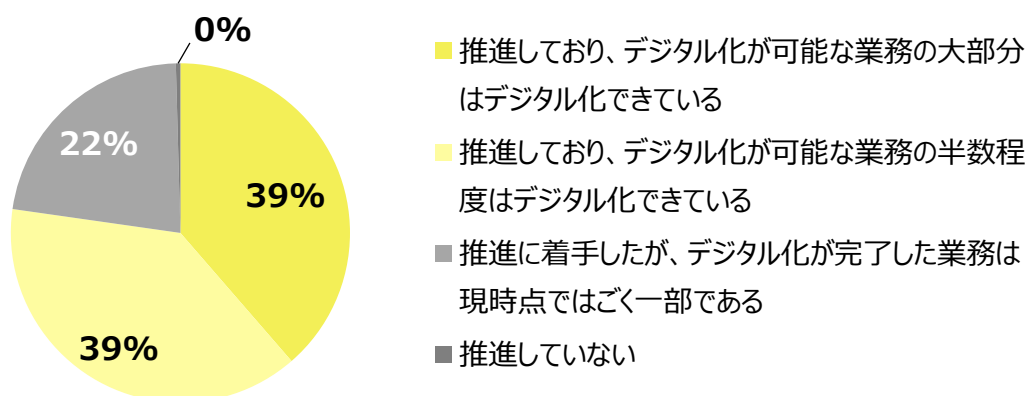 0%
22%
39%
39%
推進しており、デジタル化が可能な業務の大部分
はデジタル化できている
推進しており、デジタル化が可能な業務の半数程
度はデジタル化できている
推進に着手したが、デジタル化が完了した業務は
現時点ではごく一部である
推進していない